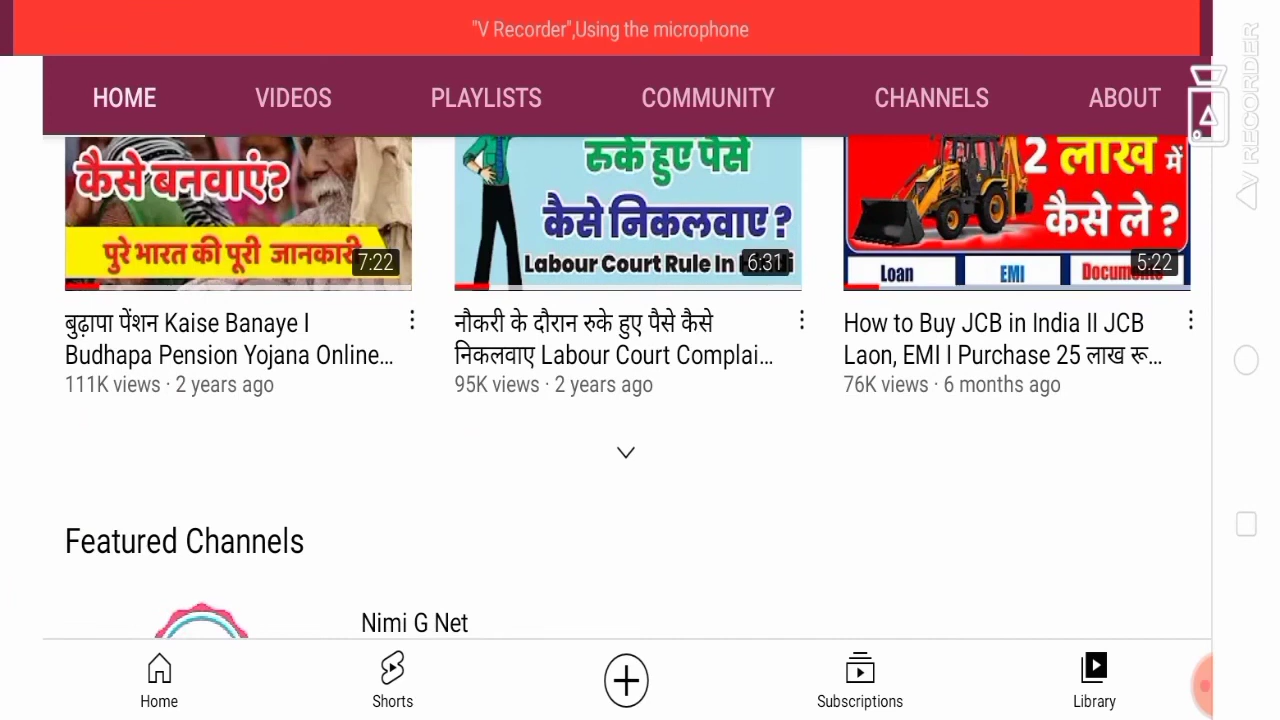 "V Recorder",Using the microphone
HOME VIDEOS PLAYLISTS COMMUNITY CHANNELS ABOUT
V RECORDER
कैसे बनवाएं?
पुरे भारत की पूरी जानकारी
7:22
रुके हुए पैसे
कैसे निकलवाए ?
Labour Court Rule In
6:31
2 लाख में
कैसे ले ?
Loan EMI
5:22
बुढ़ापा पेंशन Kaise Banaye I
Budhapa Pension Yojana Online...
111K views · 2 years ago
नौकरी के दौरान रुके हुए पैसे कैसे
निकलवाए Labour Court Complai...
95K views · 2 years ago
How to Buy JCB in India II JCB
Laon, EMI I Purchase 25 लाख रू...
76K views · 6 months ago
Featured Channels
Nimi G Net
Home Shorts Subscriptions Library